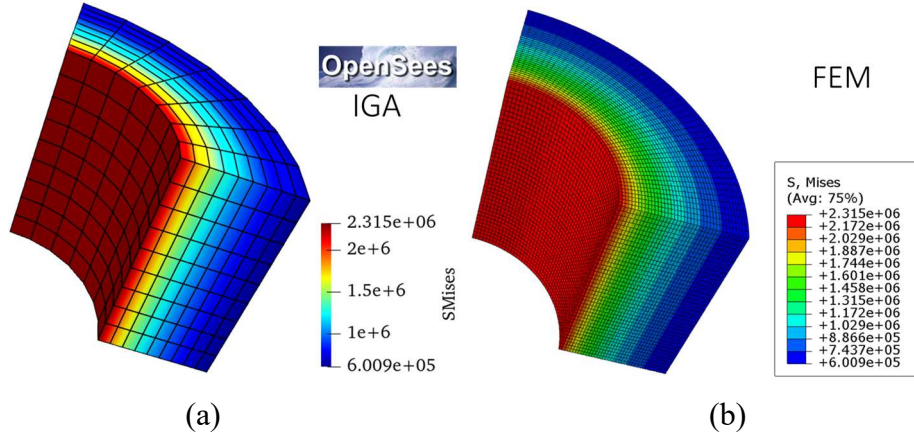 OpenSees
IGA
2.315e+06
2e+6
1.5e+6
1e+6
6.009e+05
SMises
(a)
FEM
S, Mises
(Avg: 75%)
+2.315e+06
+2.172e+06
+2.029e+06
+1.887e+06
+1.744e+06
+1.601e+06
+1.458e+06
+1.315e+06
+1.172e+06
+1.029e+06
+8.866e+05
+7.437e+05
+6.009e+05
(b)